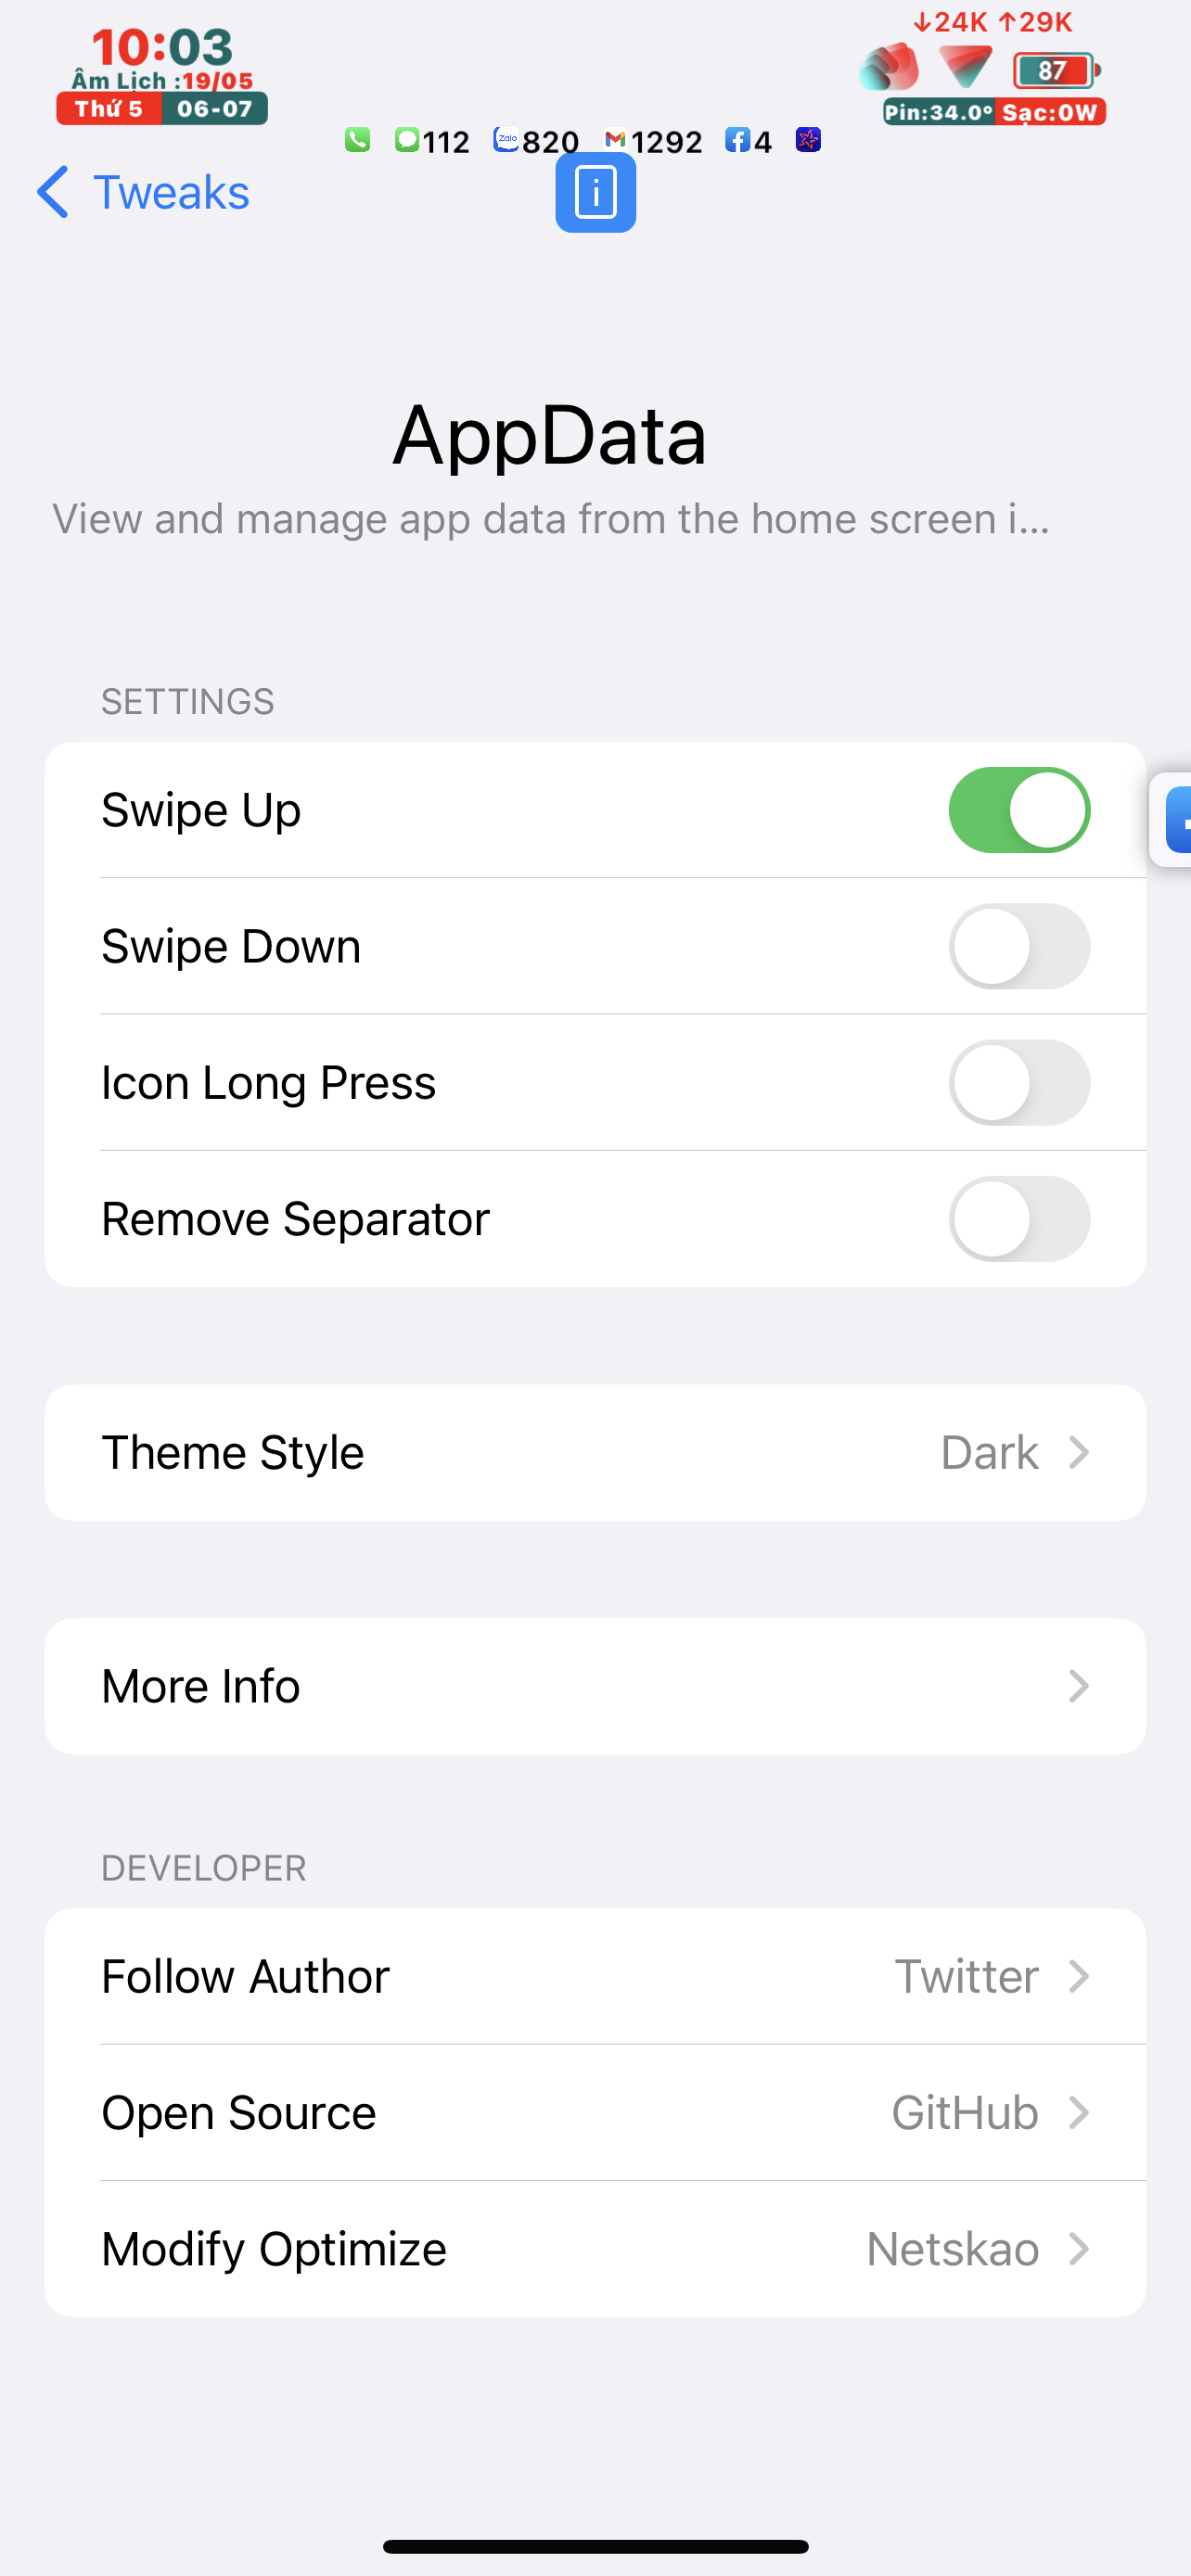 10:03
Âm Lịch :19/05
Thứ 5 06-07
↓24K ↑29K
87
Pin:34.0° Sạc:0W
112 Zalo 820 1292 4
Tweaks
i
AppData
View and manage app data from the home screen i...
SETTINGS
Swipe Up
Swipe Down
Icon Long Press
Remove Separator
Theme Style Dark
More Info
DEVELOPER
Follow Author Twitter
Open Source GitHub
Modify Optimize Netskao